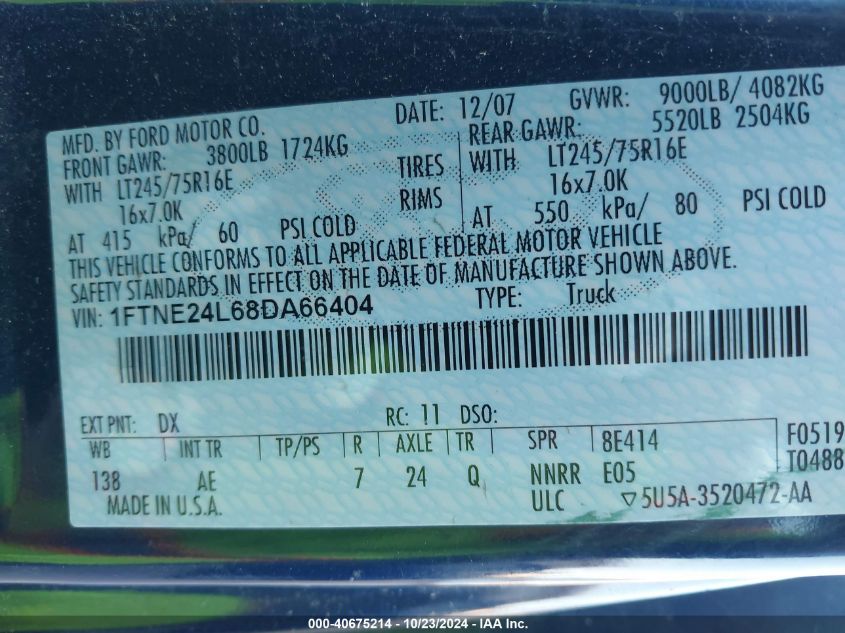 MFD. BY FORD MOTOR CO. DATE: 12/07 GVWR: 9000LB/ 4082KG
FRONT GAWR: 3800LB 1724KG REAR GAWR: 5520LB 2504KG
WITH LT245/75R16E TIRES WITH LT245/75R16E
16x7.0K RIMS 16x7.0K
AT 415 kPa/ 60 PSI COLD AT 550 kPa/ 80 PSI COLD
THIS VEHICLE CONFORMS TO ALL APPLICABLE FEDERAL MOTOR VEHICLE
SAFETY STANDARDS IN EFFECT ON THE DATE OF MANUFACTURE SHOWN ABOVE.
VIN: 1FTNE24L68DA66404 TYPE: Truck
EXT PNT: DX RC: 11 DSO:
WB INT TR TP/PS R AXLE TR SPR 8E414 F0519
138 AE 7 24 Q NNRR E05 T0488
MADE IN U.S.A. ULC ▽5U5A-3520472-AA
000-40675214 - 10/23/2024 - IAA Inc.